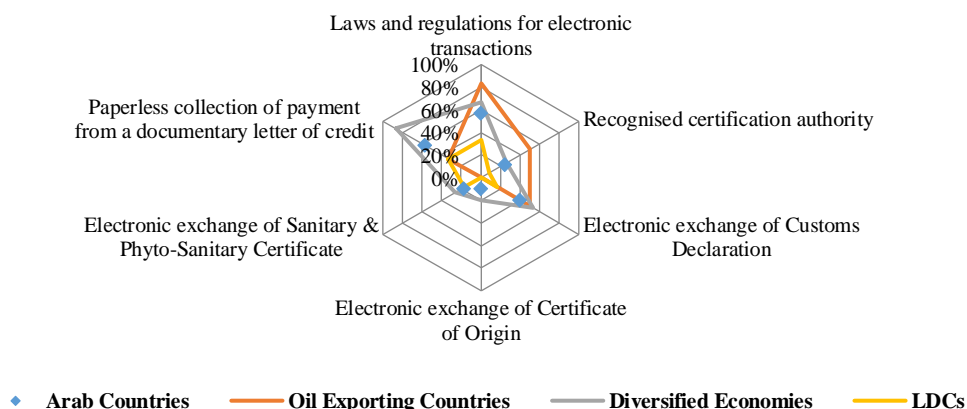 Laws and regulations for electronic
transactions
100%
80%
60%
40%
20%
0%
Paperless collection of payment
from a documentary letter of credit
Recognised certification authority
Electronic exchange of Sanitary &
Phyto-Sanitary Certificate
Electronic exchange of Customs
Declaration
Electronic exchange of Certificate
of Origin
Arab Countries Oil Exporting Countries Diversified Economies LDCs